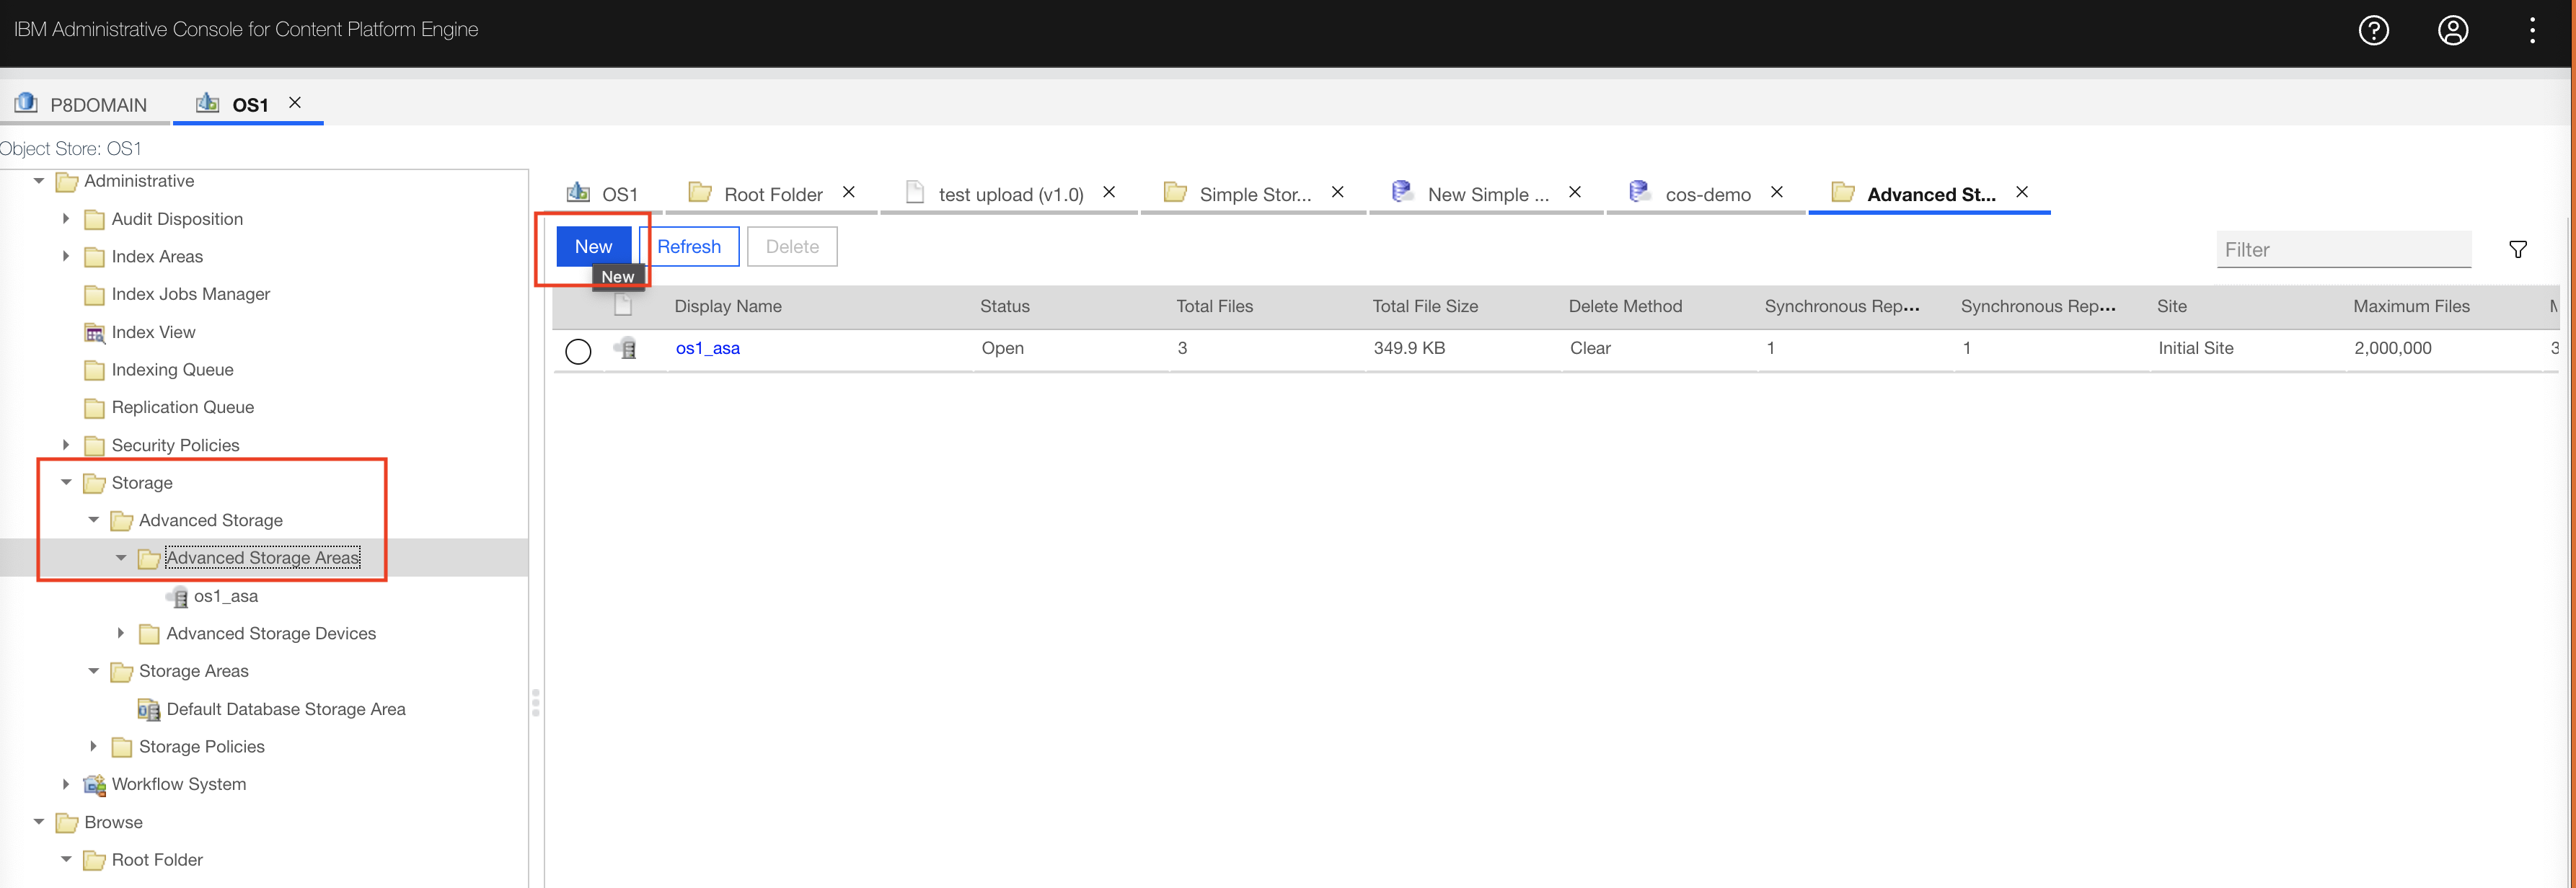 IBM Administrative Console for Content Platform Engine
P8DOMAIN
OS1
Object Store: OS1
Administrative
Audit Disposition
Index Areas
Index Jobs Manager
Index View
Indexing Queue
Replication Queue
Security Policies
Storage
Advanced Storage
Advanced Storage Areas
os1_asa
Advanced Storage Devices
Storage Areas
Default Database Storage Area
Storage Policies
Workflow System
Browse
Root Folder
OS1 Root Folder test upload (v1.0) Simple Stor... New Simple ... cos-demo Advanced St...
New Refresh Delete Filter
New
Display Name Status Total Files Total File Size Delete Method Synchronous Rep... Synchronous Rep... Site Maximum Files
os1_asa Open 3 349.9 KB Clear 1 1 Initial Site 2,000,000